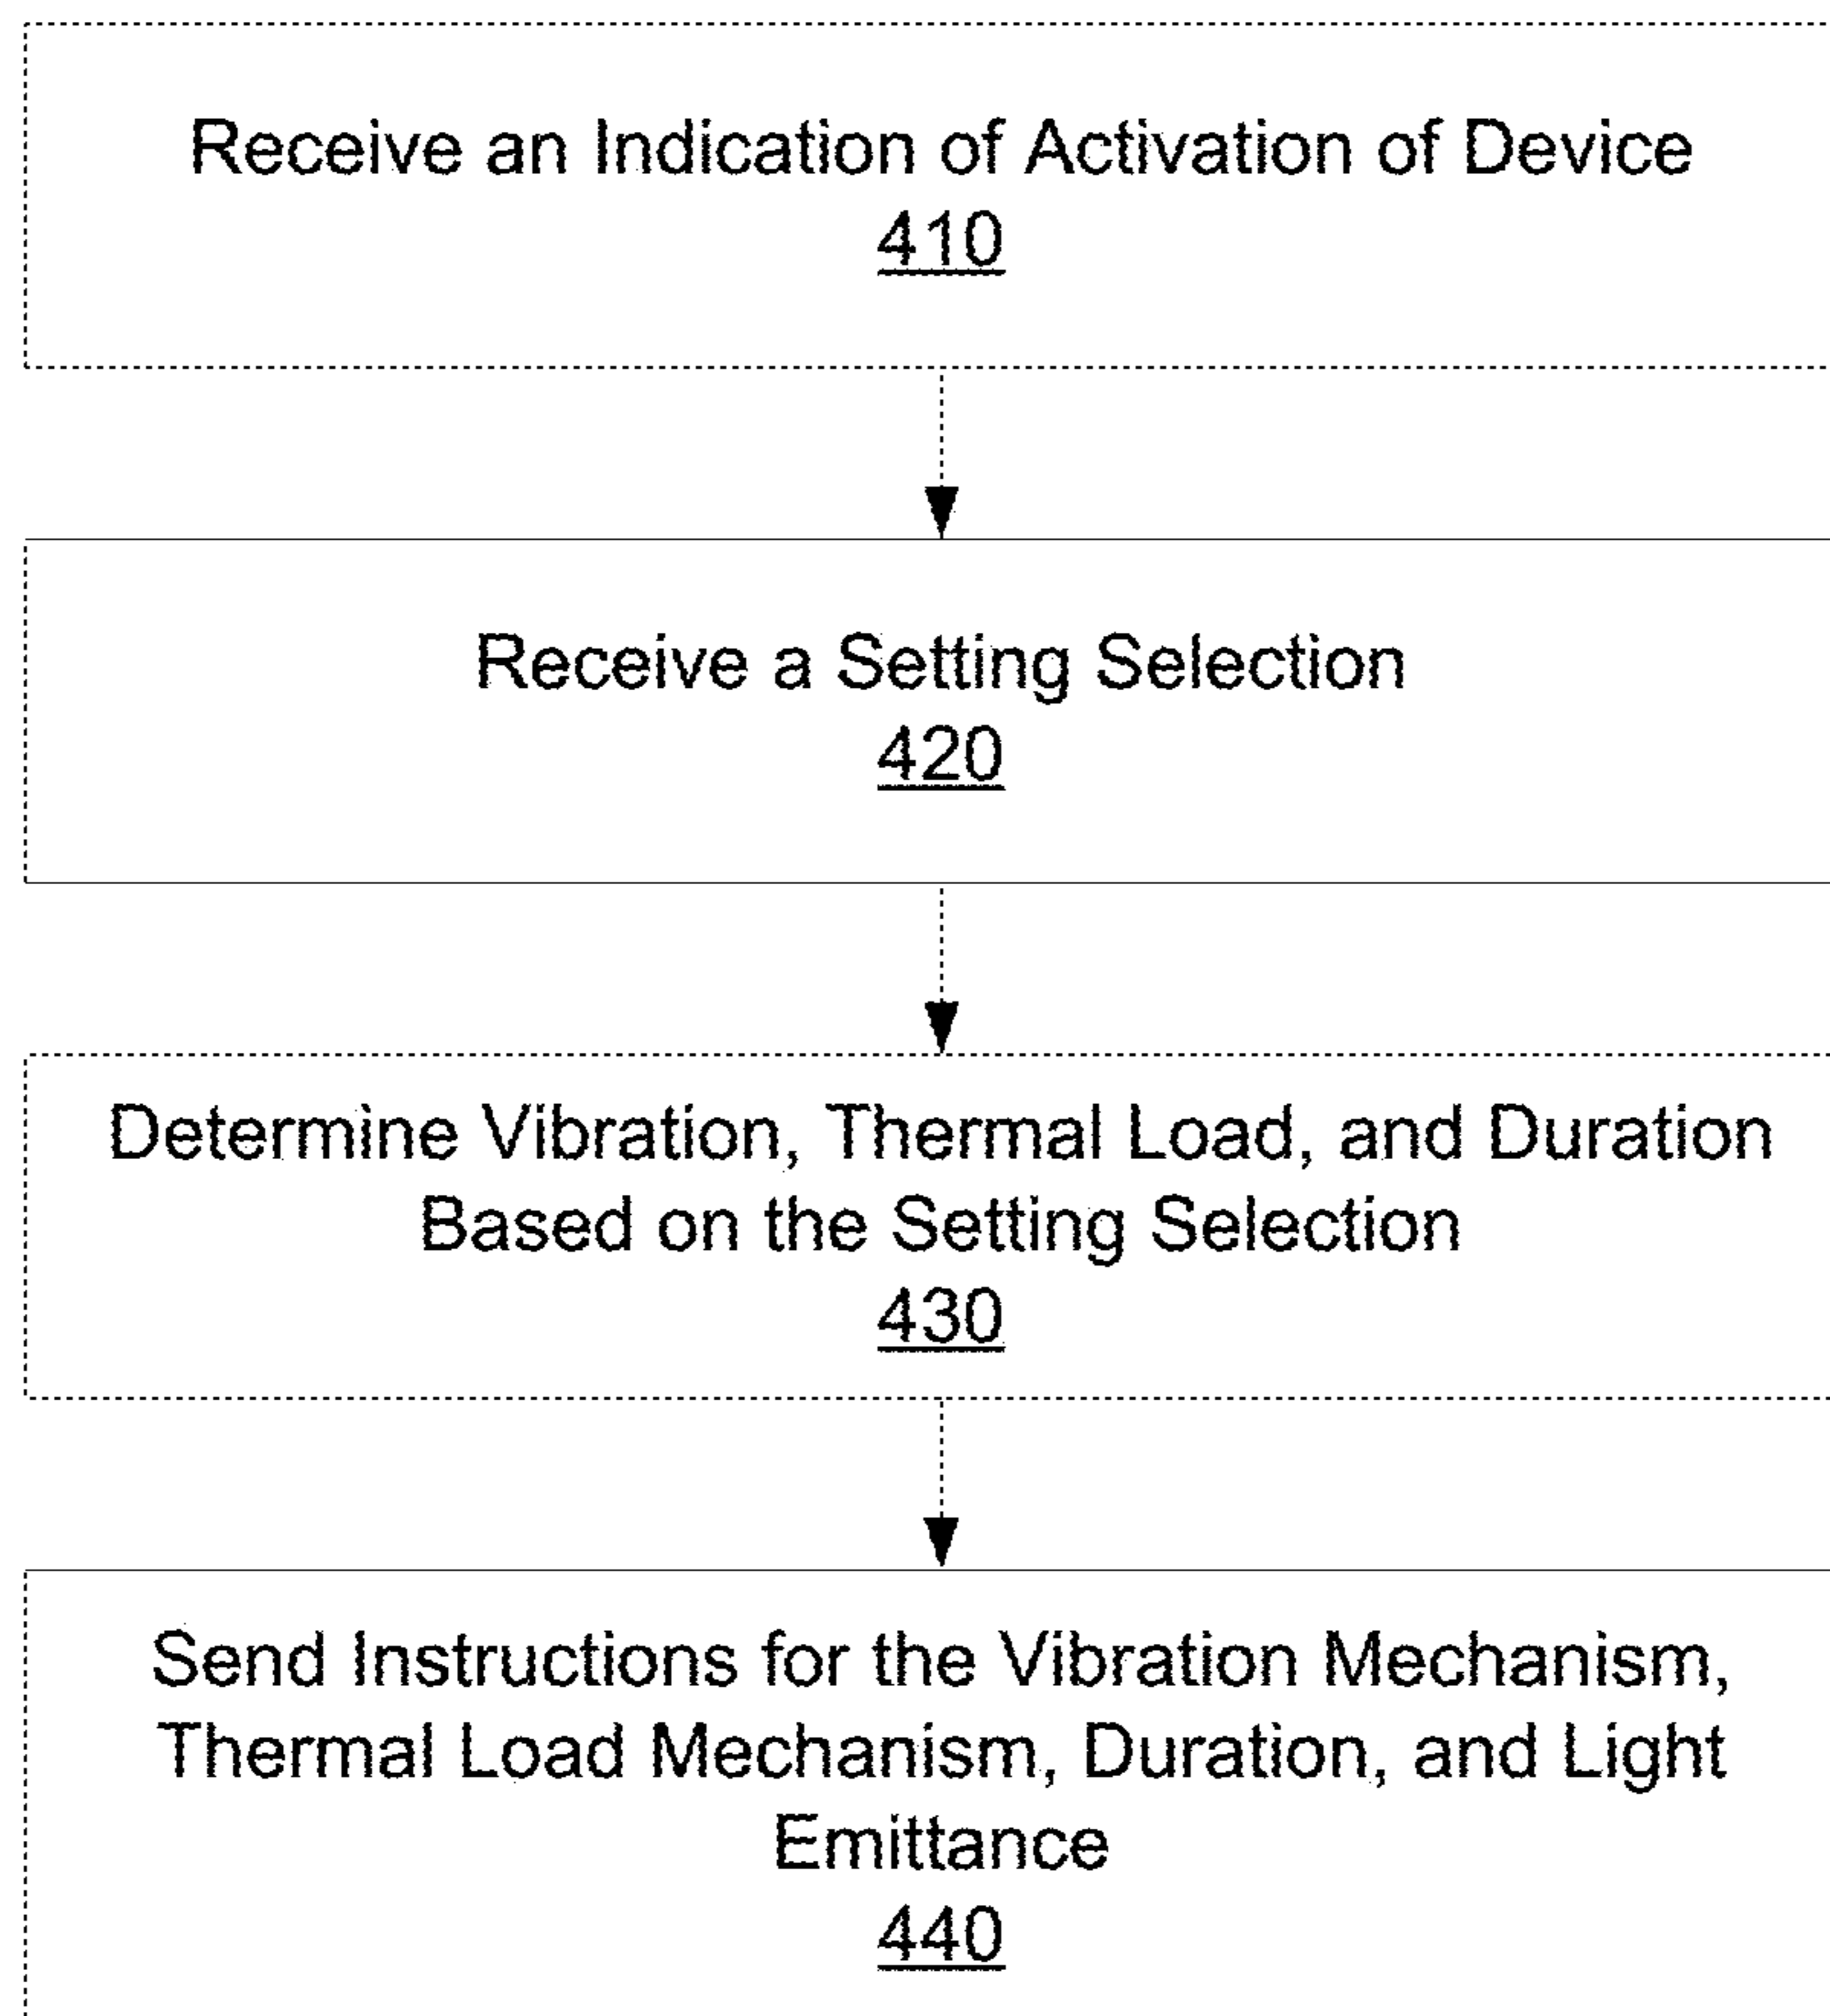 Receive an Indication of Activation of Device
410
Receive a Setting Selection
420
Determine Vibration, Thermal Load, and Duration
Based on the Setting Selection
430
Send Instructions for the Vibration Mechanism,
Thermal Load Mechanism, Duration, and Light
Emittance
440